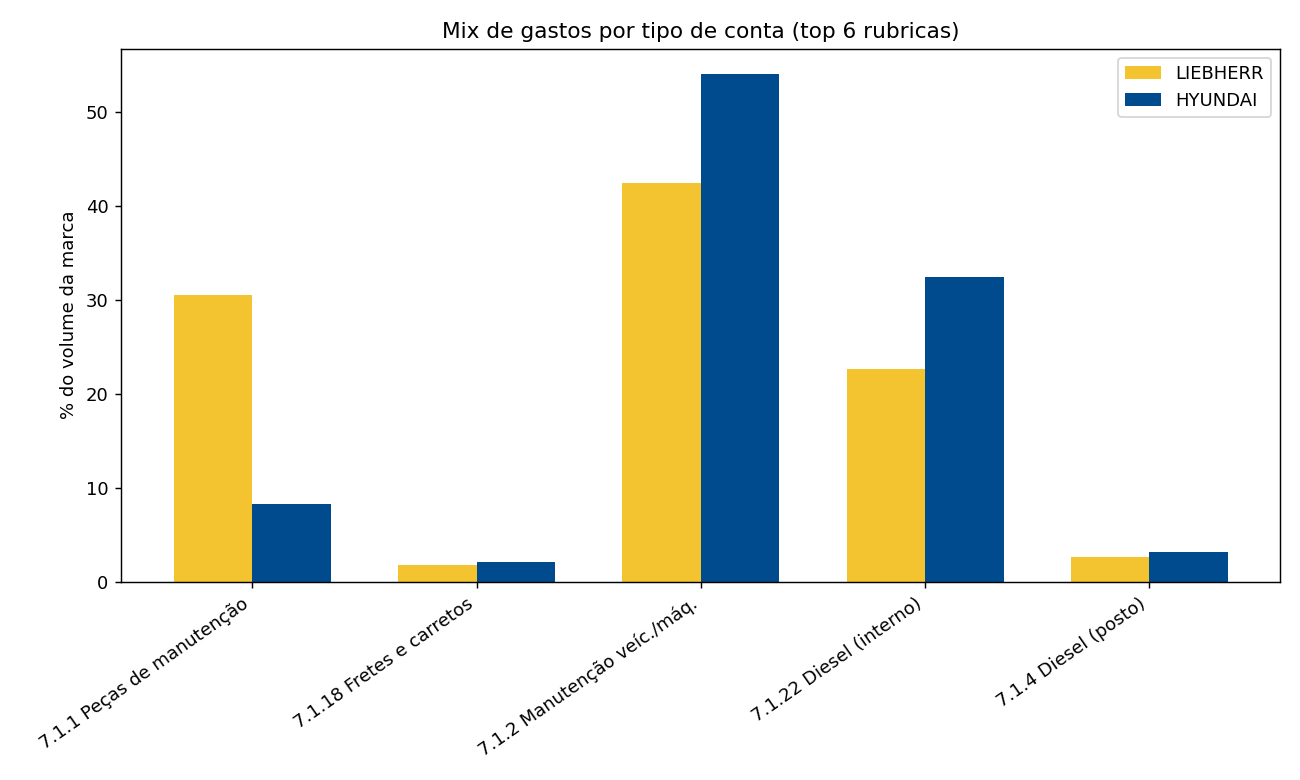 Mix de gastos por tipo de conta (top 6 rubricas)
LIEBHERR
HYUNDAI
% do volume da marca
50
40
30
20
10
0
7.1.1 Peças de manutenção
7.1.18 Fretes e carretos
7.1.2 Manutenção veíc./máq.
7.1.22 Diesel (interno)
7.1.4 Diesel (posto)